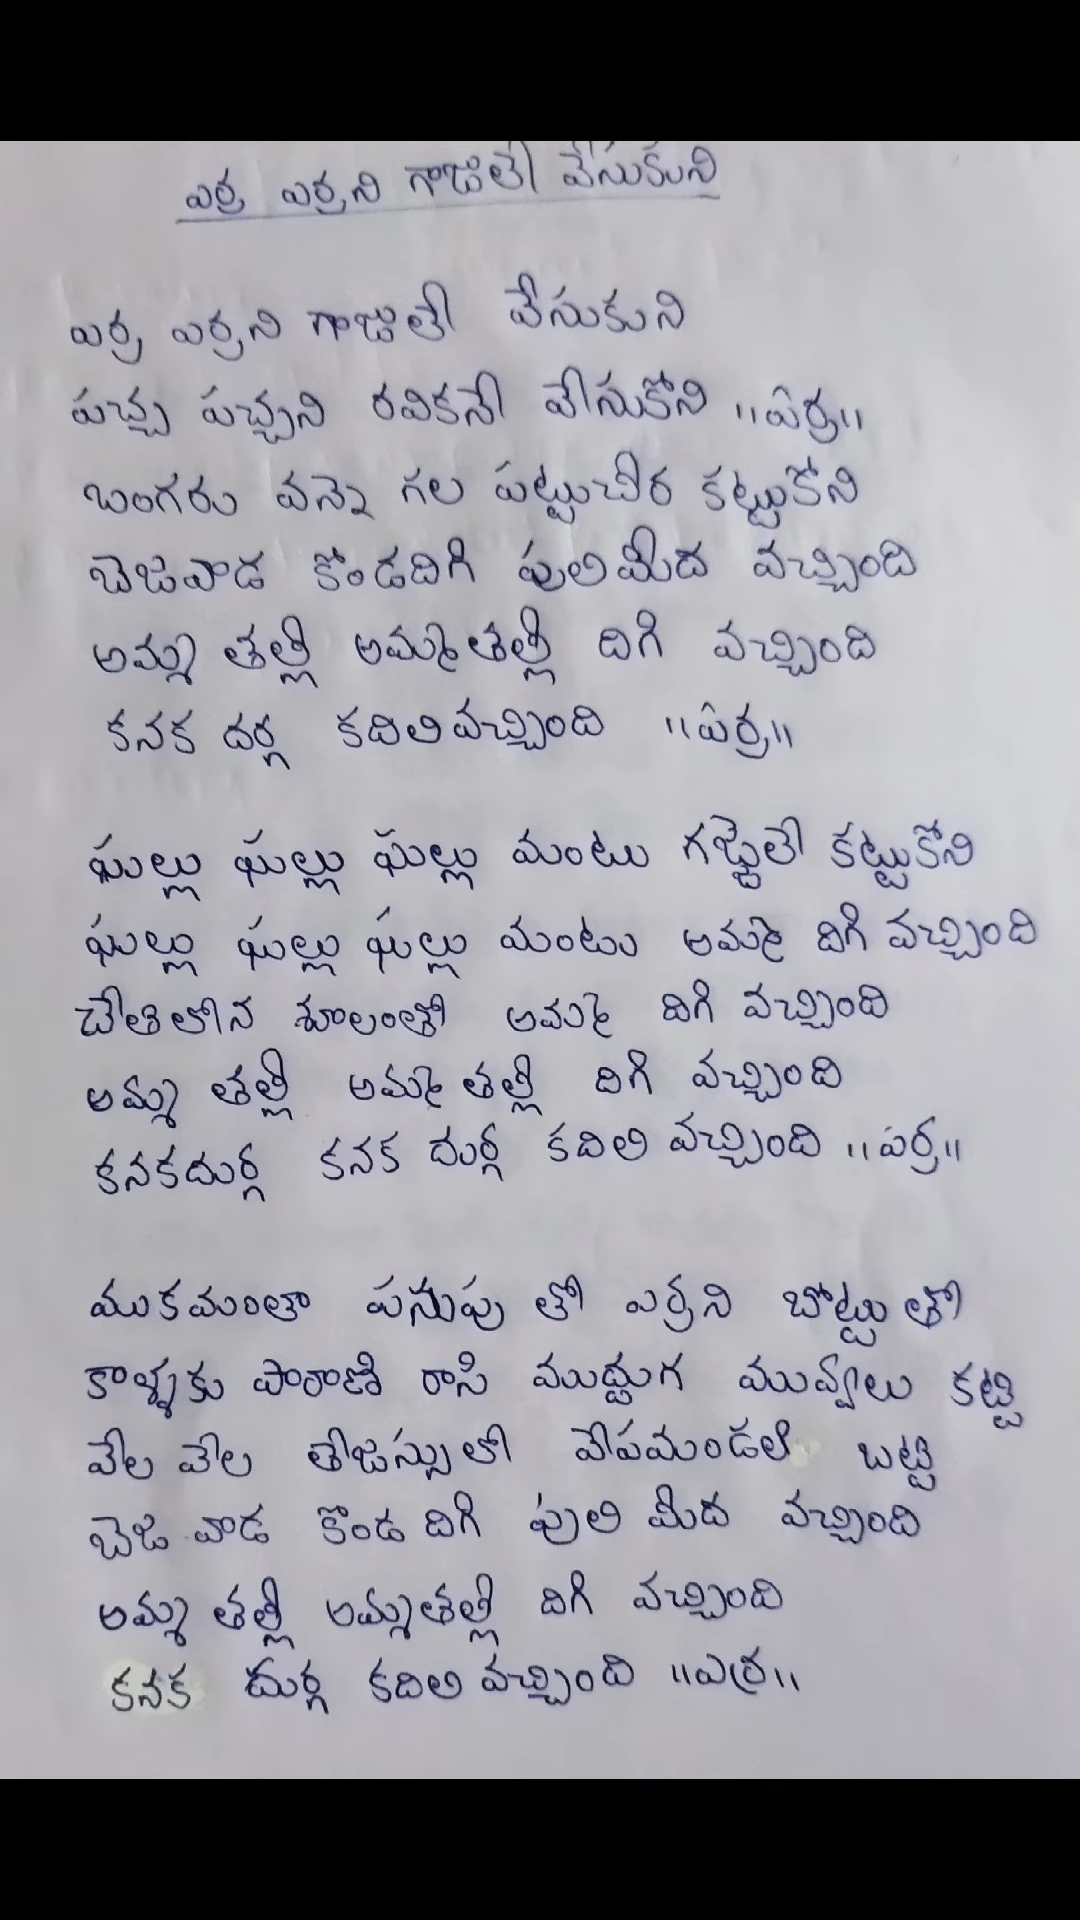 ఎర్ర ఎర్రని గాజులే వేసుకుని
ఎర్ర ఎర్రని గాజులే వేసుకుని
పచ్చ పచ్చని రవికనే వేసుకోని "ఎర్ర"
బంగరు వన్నె గల పట్టుచీర కట్టుకోని
బెజవాడ కోండదిగి పులిమీద వచ్చింది
అమ్మ తల్లీ అమ్మతల్లీ దిగి వచ్చింది
కనక దుర్గ కదిలి వచ్చింది "ఎర్ర"
ఘల్లు ఘల్లు ఘల్లు మంటు గజ్జెలే కట్టుకోని
ఘల్లు ఘల్లు ఘల్లు మంటు అమ్మ దిగి వచ్చింది
చేతిలోన శూలంతో అమ్మ దిగి వచ్చింది
అమ్మ తల్లీ అమ్మ తల్లీ దిగి వచ్చింది
కనకదుర్గ కనక దుర్గ కదిలి వచ్చింది "ఎర్ర"
ముకమంతా పసుపు తో ఎర్రని బోట్టు తో
కాళ్ళకు పారాణి రాసి ముద్దుగ మువ్వాలు కట్టి
వేల వేల తేజస్సులే వేపమండలే బట్టి
బెజ వాడ కొండ దిగి పులి మీద వచ్చింది
అమ్మ తల్లీ అమ్మతల్లీ దిగి వచ్చింది
కనక దుర్గ కదిలి వచ్చింది "ఎర్ర"